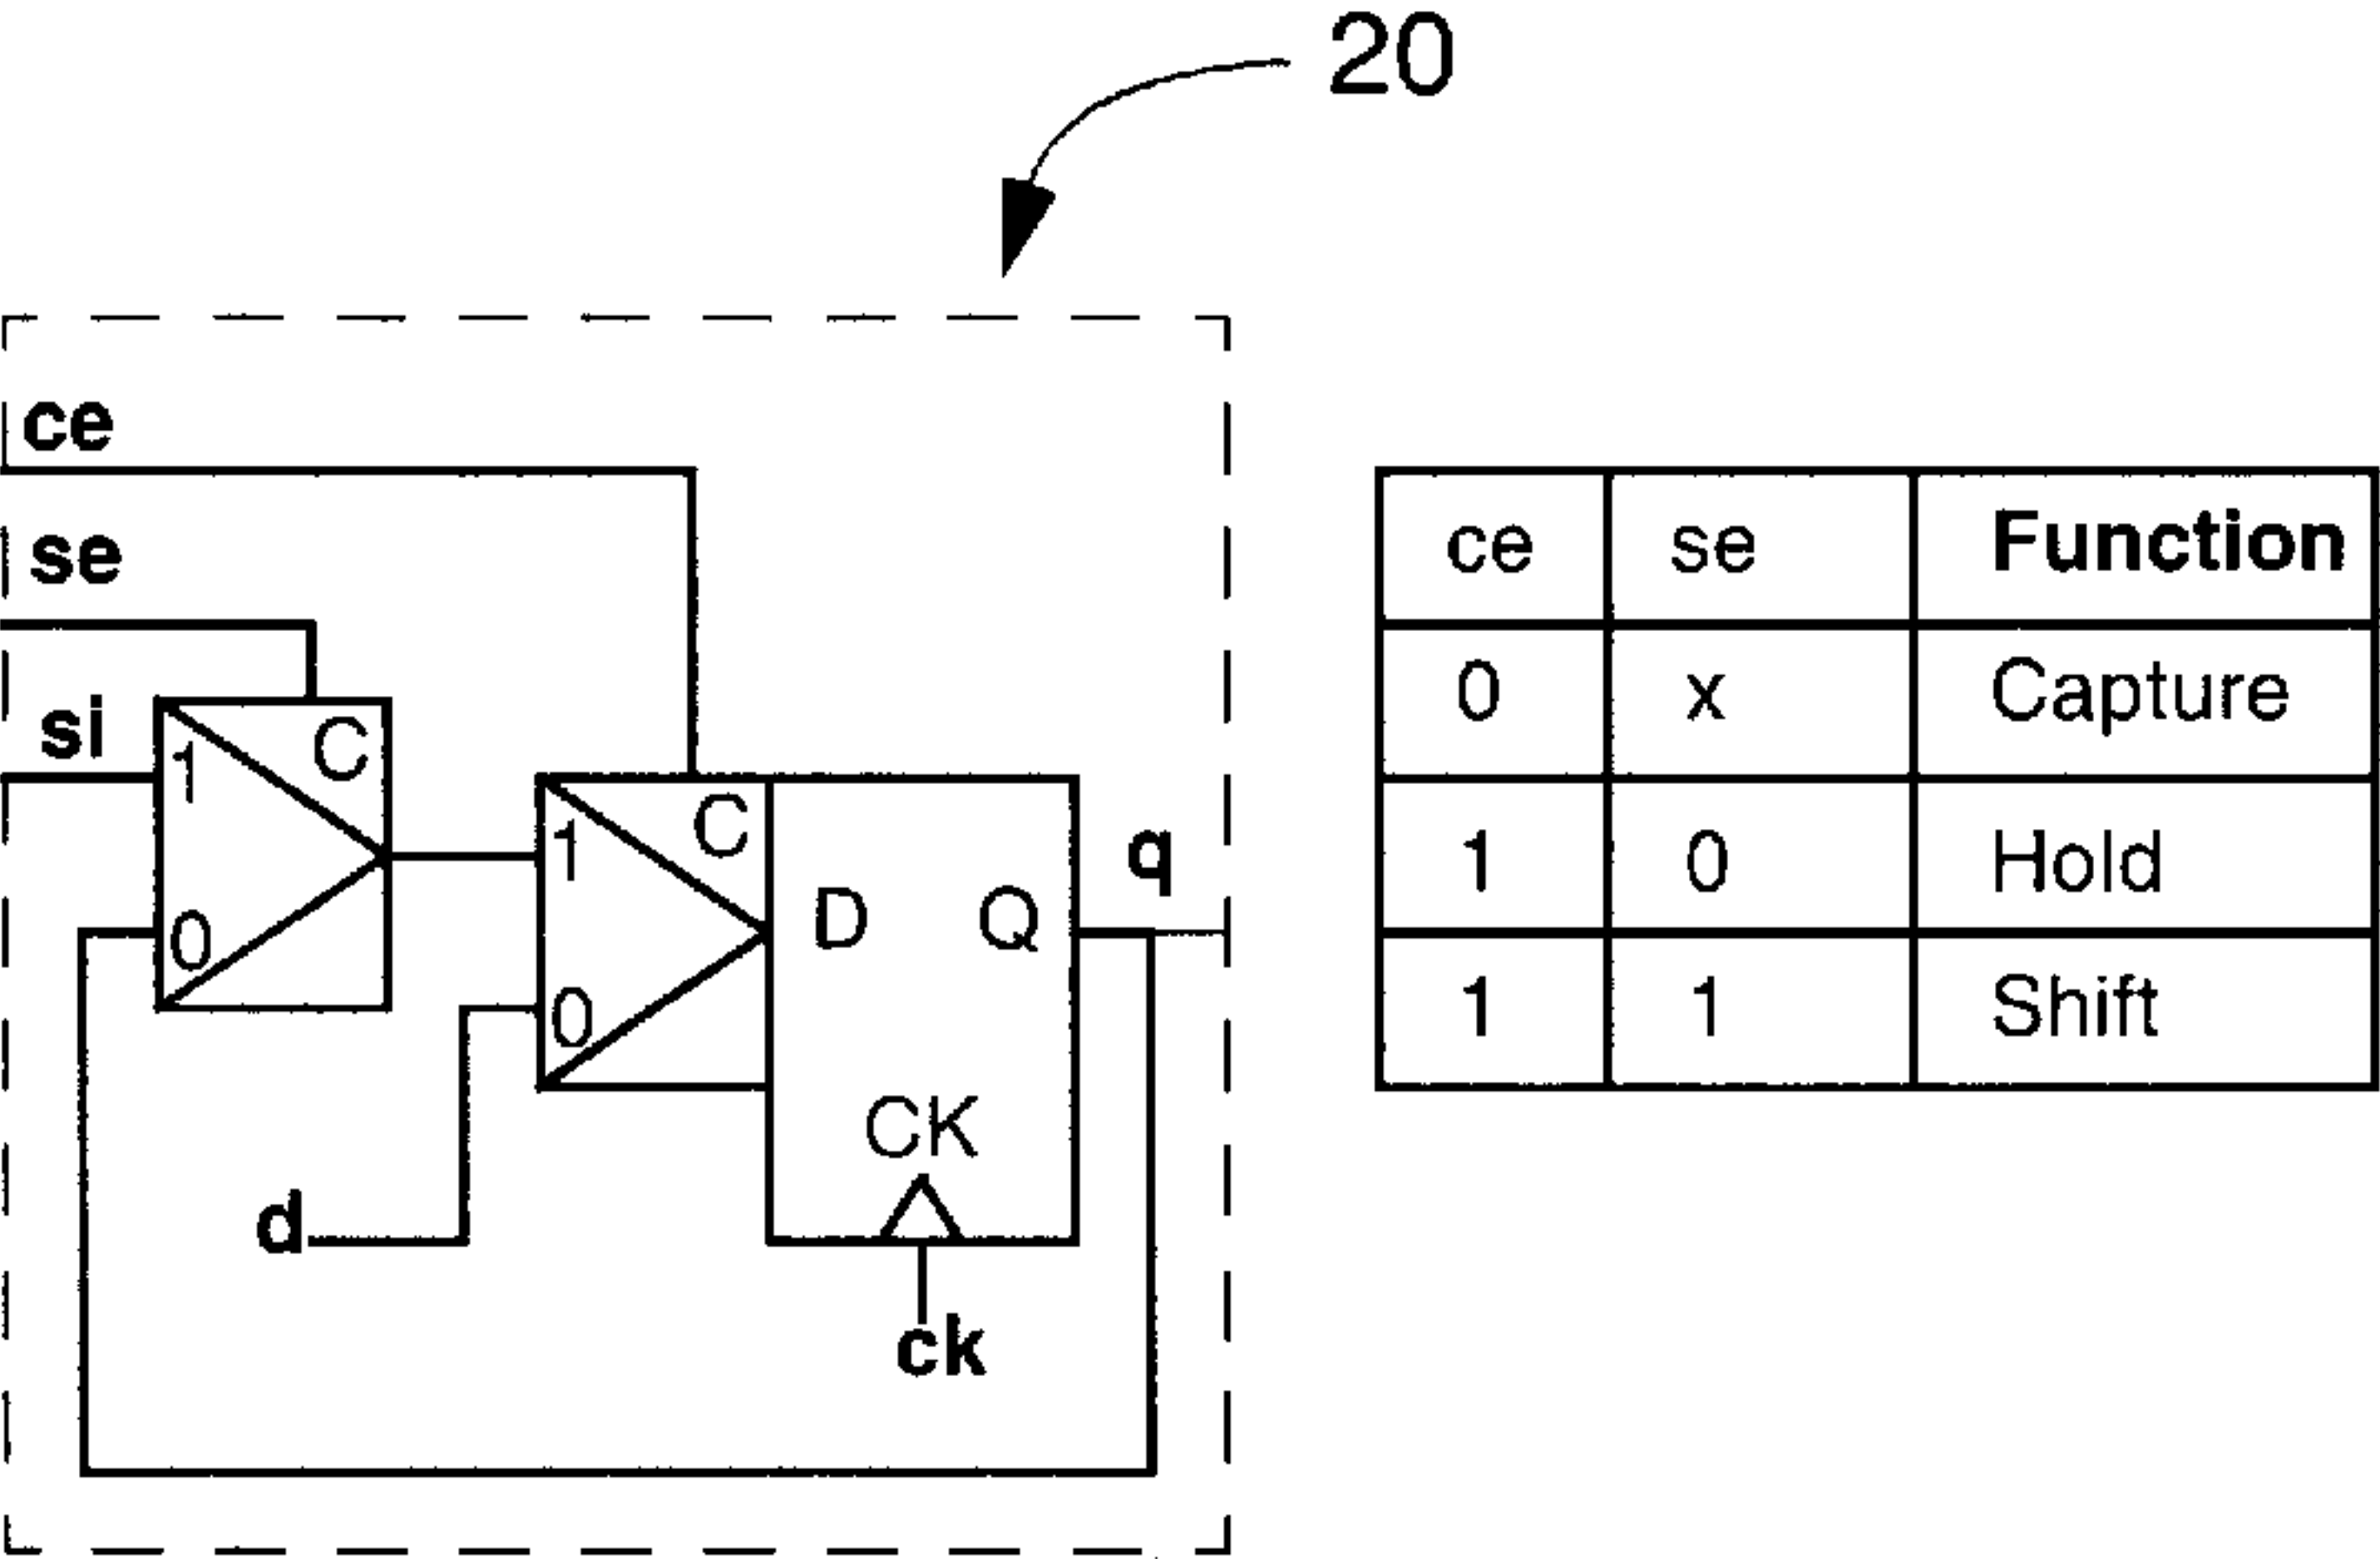 20
ce
se
si
1
C
0
1
C
0
D
Q
q
CK
d
ck
ce se Function
0 x Capture
1 0 Hold
1 1 Shift